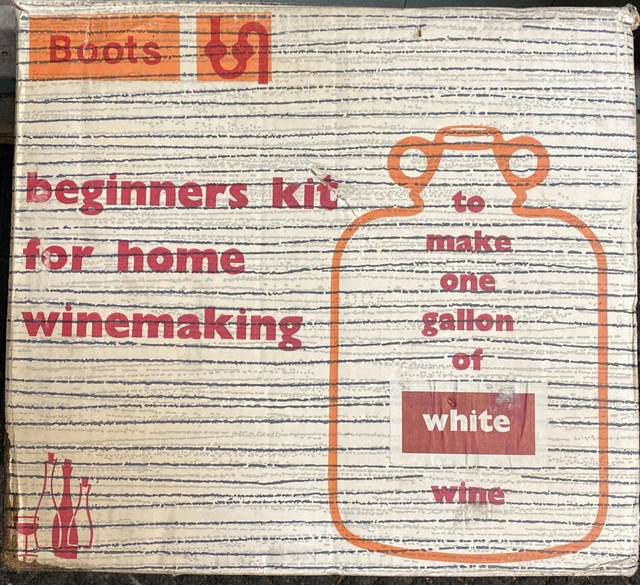 Boots
beginners kit
for home
winemaking
to
make
one
gallon
of
white
wine